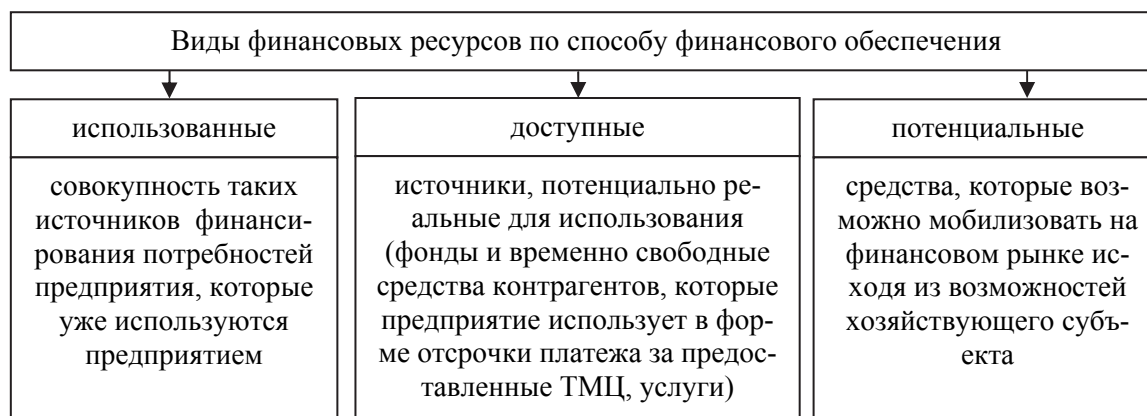 Виды финансовых ресурсов по способу финансового обеспечения
использованные
совокупность таких
источников финанси-
рования потребностей
предприятия, которые
уже используются
предприятием
доступные
источники, потенциально ре-
альные для использования
(фонды и временно свободные
средства контрагентов, которые
предприятие использует в фор-
ме отсрочки платежа за предос-
тавленные ТМЦ, услуги)
потенциальные
средства, которые воз-
можно мобилизовать на
финансовом рынке ис-
ходя из возможностей
хозяйствующего субъ-
екта